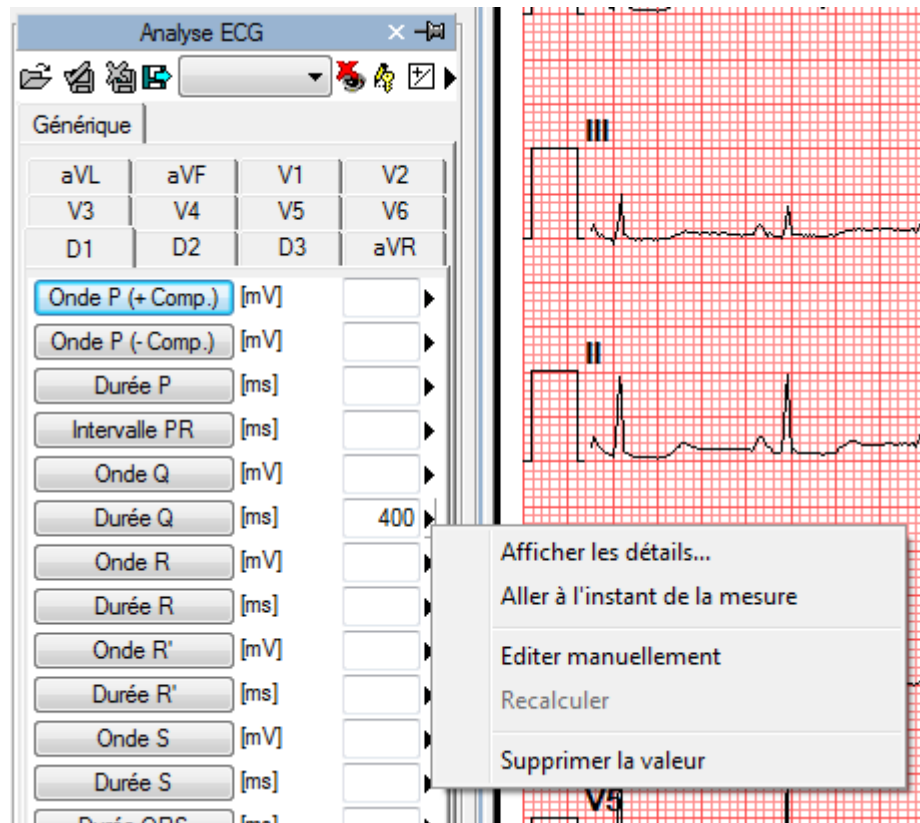 Analyse ECG
Générique
aVL aVF V1 V2
V3 V4 V5 V6
D1 D2 D3 aVR
Onde P (+ Comp.) [mV]
Onde P (- Comp.) [mV]
Durée P [ms]
Intervalle PR [ms]
Onde Q [mV]
Durée Q [ms] 400
Onde R [mV]
Durée R [ms]
Onde R' [mV]
Durée R' [ms]
Onde S [mV]
Durée S [ms]
Durée QRS [ms]
III
II
Afficher les détails...
Aller à l'instant de la mesure
Editer manuellement
Recalculer
Supprimer la valeur
V5